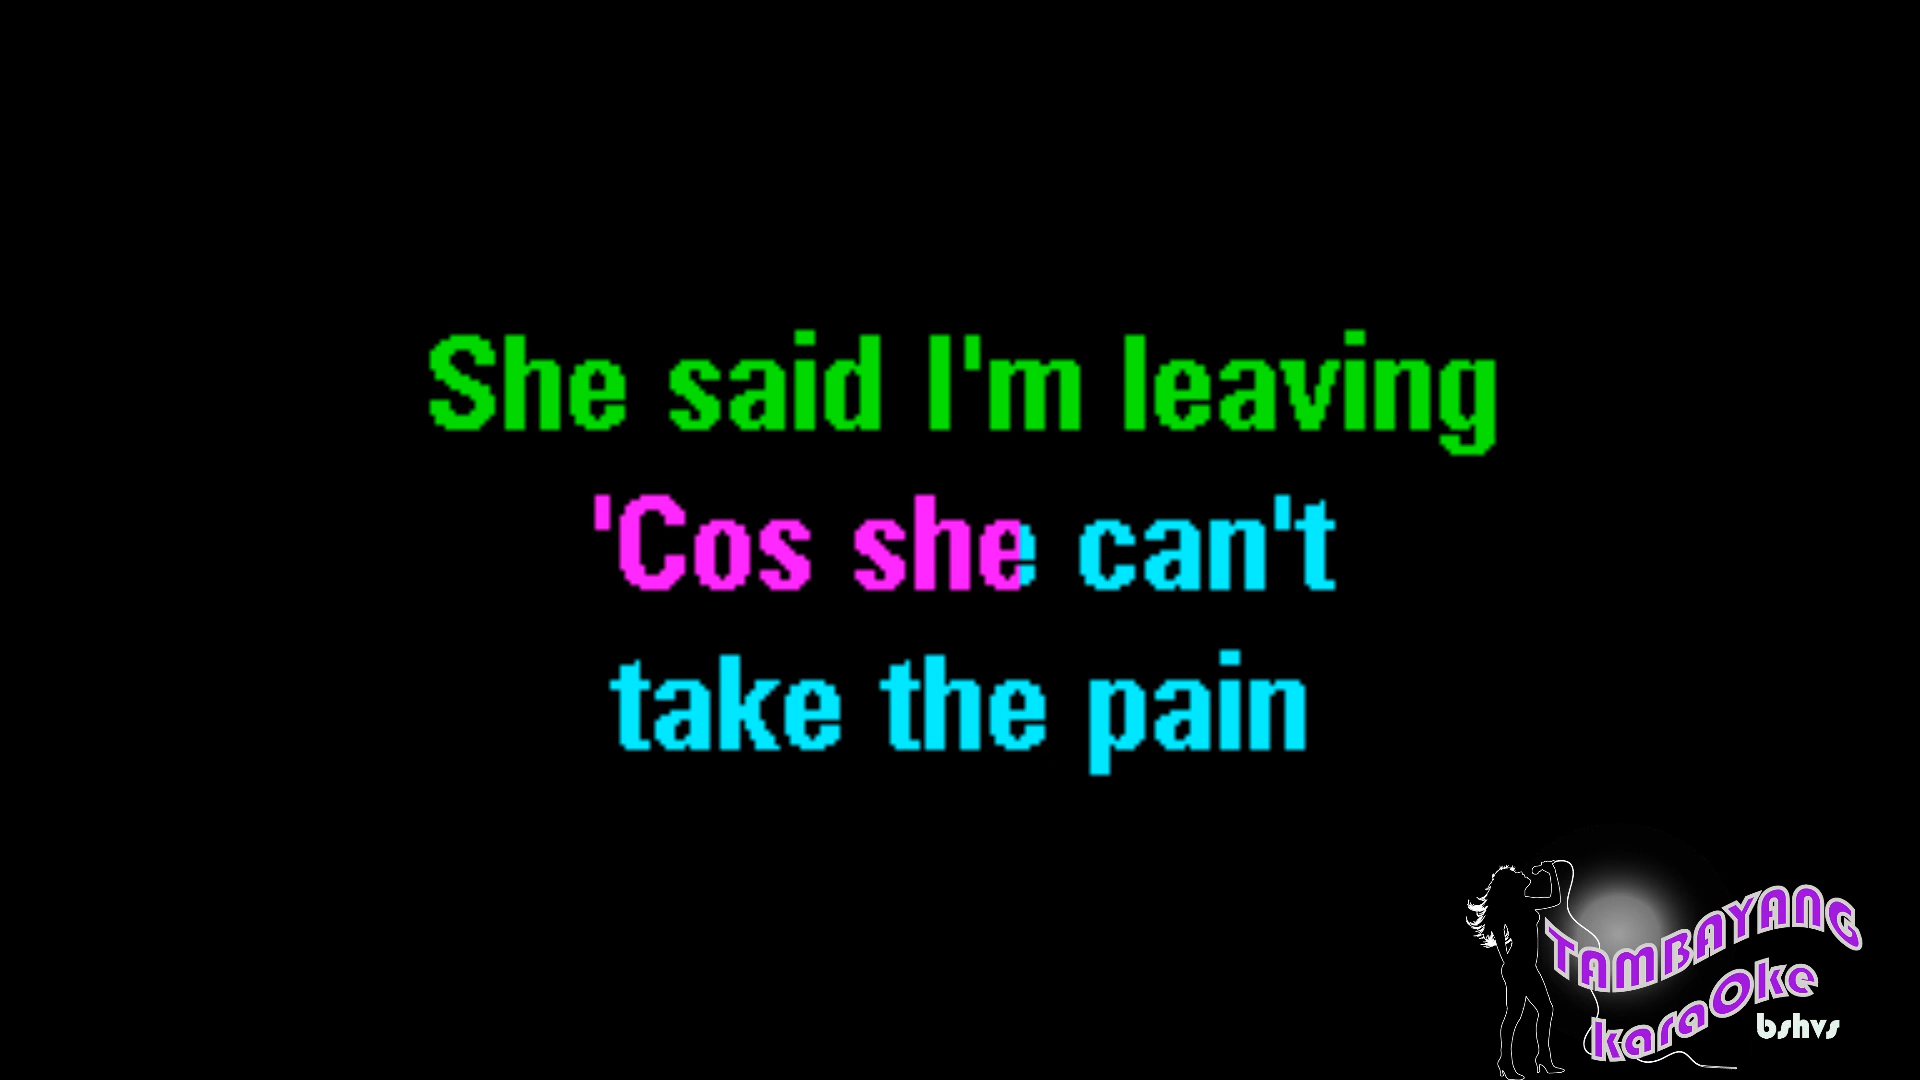 She said I'm leaving
'Cos she can't
take the pain
TAMBAYANG
karaOke
bshvs